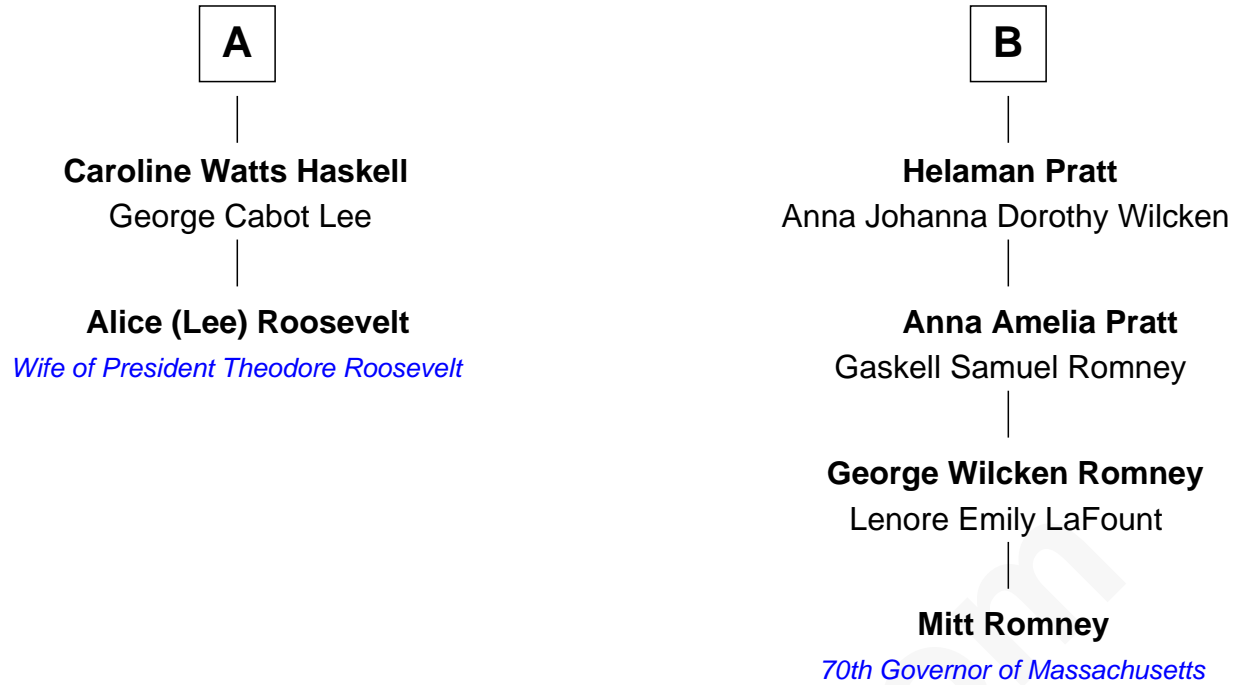 A
Caroline Watts Haskell
George Cabot Lee
Alice (Lee) Roosevelt
Wife of President Theodore Roosevelt
B
Helaman Pratt
Anna Johanna Dorothy Wilcken
Anna Amelia Pratt
Gaskell Samuel Romney
George Wilcken Romney
Lenore Emily LaFount
Mitt Romney
70th Governor of Massachusetts